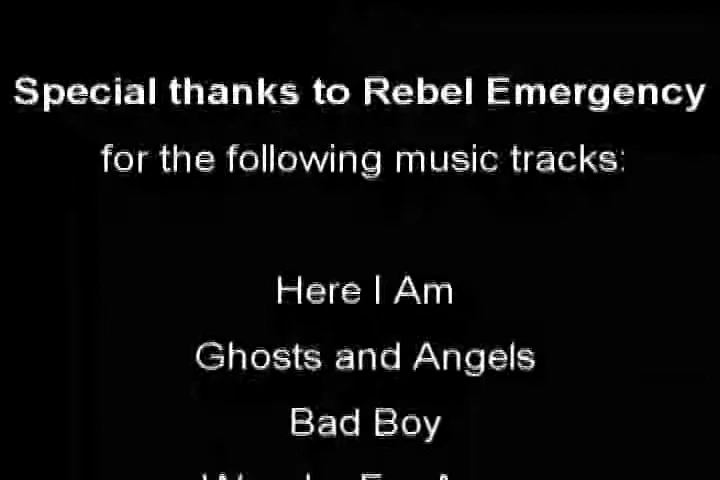 Special thanks to Rebel Emergency
for the following music tracks:
Here I Am
Ghosts and Angels
Bad Boy